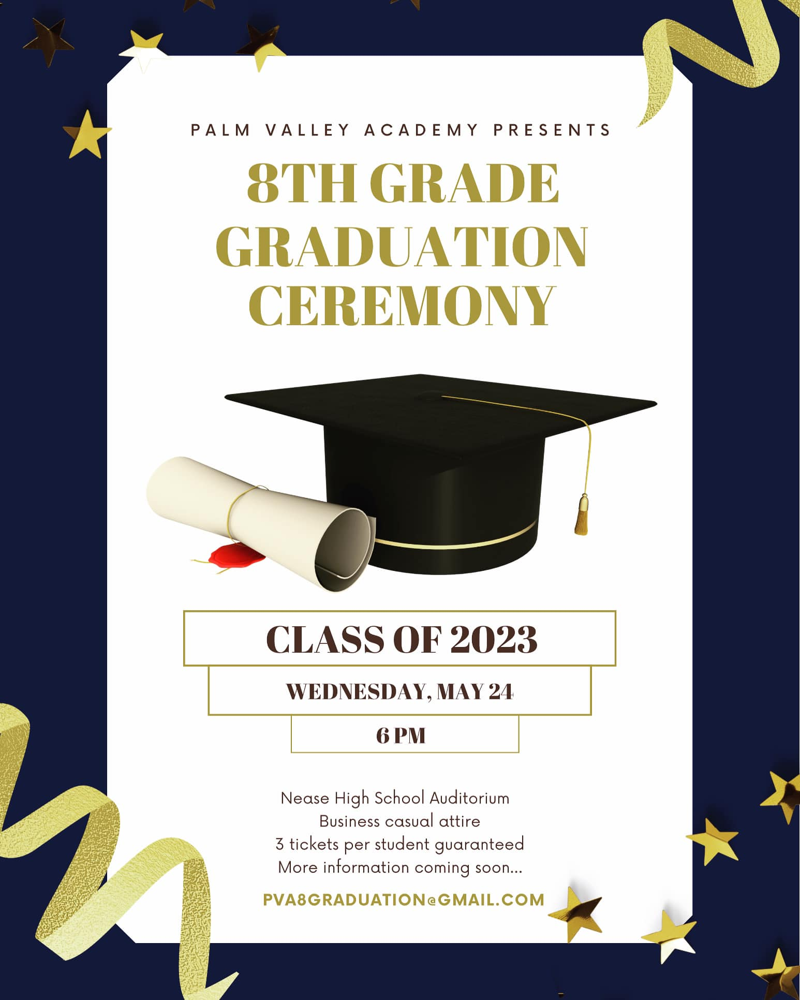 PALM VALLEY ACADEMY PRESENTS
8TH GRADE
GRADUATION
CEREMONY
CLASS OF 2023
WEDNESDAY, MAY 24
6 PM
Nease High School Auditorium
Business casual attire
3 tickets per student guaranteed
More information coming soon...
PVA8GRADUATION@GMAIL.COM